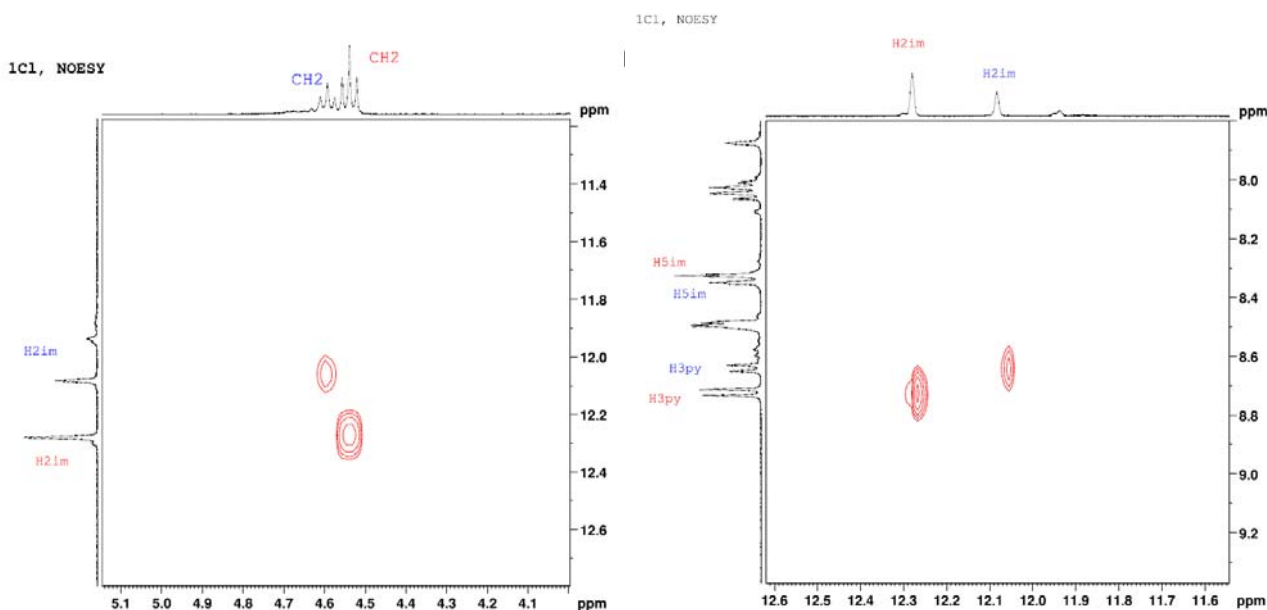 1Cl, NOESY
CH2
CH2
ppm
11.4
11.6
11.8
H2im
12.0
12.2
12.4
H2im
12.6
5.1 5.0 4.9 4.8 4.7 4.6 4.5 4.4 4.3 4.2 4.1 ppm
1Cl, NOESY
H2im
H2im
ppm
8.0
8.2
H5im
H5im
8.4
8.6
H3py
H3py
8.8
9.0
9.2
12.6 12.5 12.4 12.3 12.2 12.1 12.0 11.9 11.8 11.7 11.6 ppm